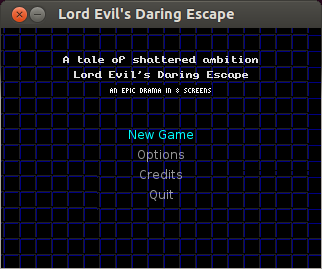 Lord Evil's Daring Escape
A tale of shattered ambition
Lord Evil's Daring Escape
AN EPIC DRAMA IN 8 SCREENS
New Game
Options
Credits
Quit